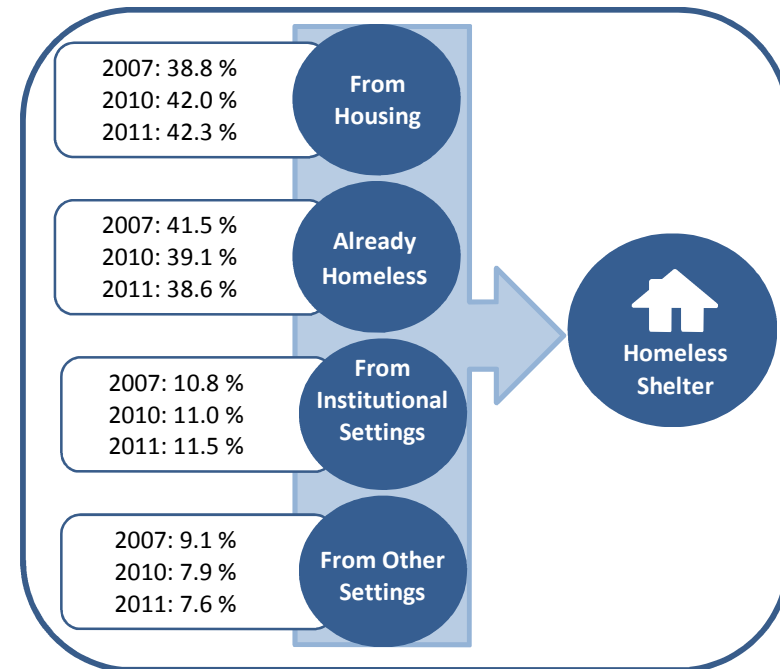 2007: 38.8 %
2010: 42.0 %
2011: 42.3 %
From
Housing
2007: 41.5 %
2010: 39.1 %
2011: 38.6 %
Already
Homeless
2007: 10.8 %
2010: 11.0 %
2011: 11.5 %
From
Institutional
Settings
2007: 9.1 %
2010: 7.9 %
2011: 7.6 %
From Other
Settings
Homeless
Shelter